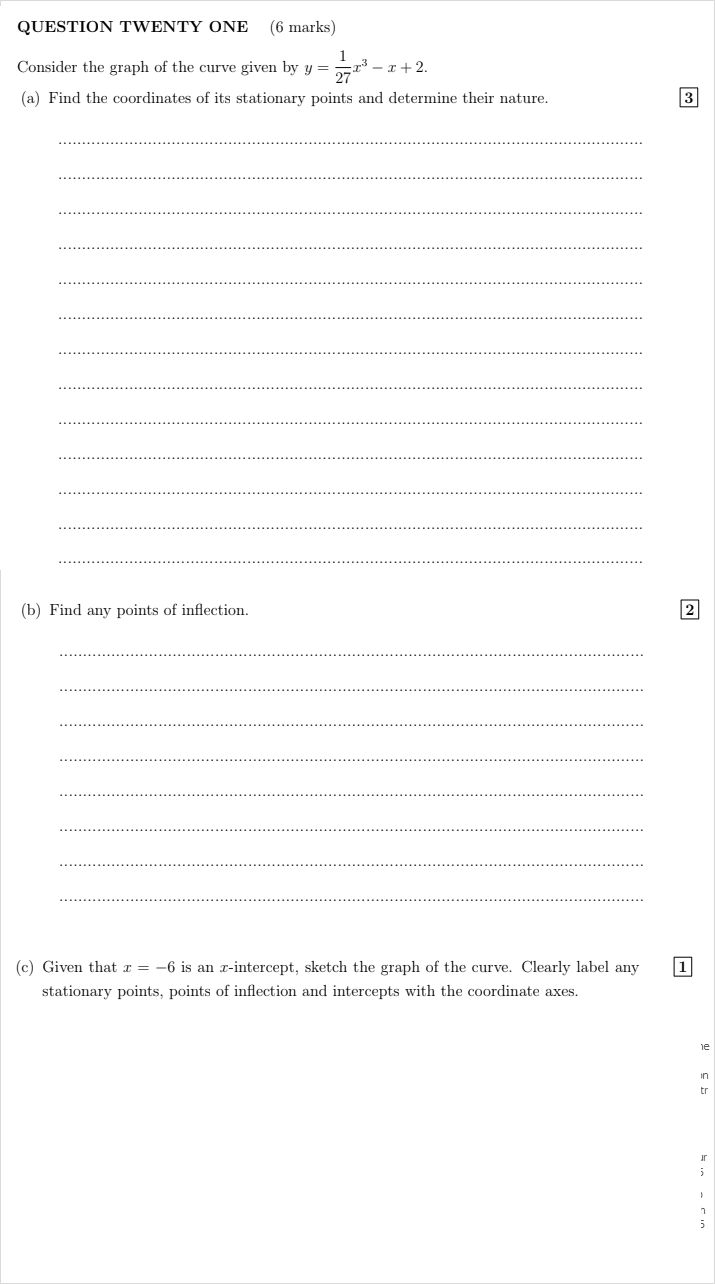 QUESTION TWENTY ONE (6 marks)
Consider the graph of the curve given by y = \frac{1}{27}x^3 − x + 2.
(a) Find the coordinates of its stationary points and determine their nature. 3
(b) Find any points of inflection. 2
(c) Given that x = −6 is an x-intercept, sketch the graph of the curve. Clearly label any 1
stationary points, points of inflection and intercepts with the coordinate axes.
tr